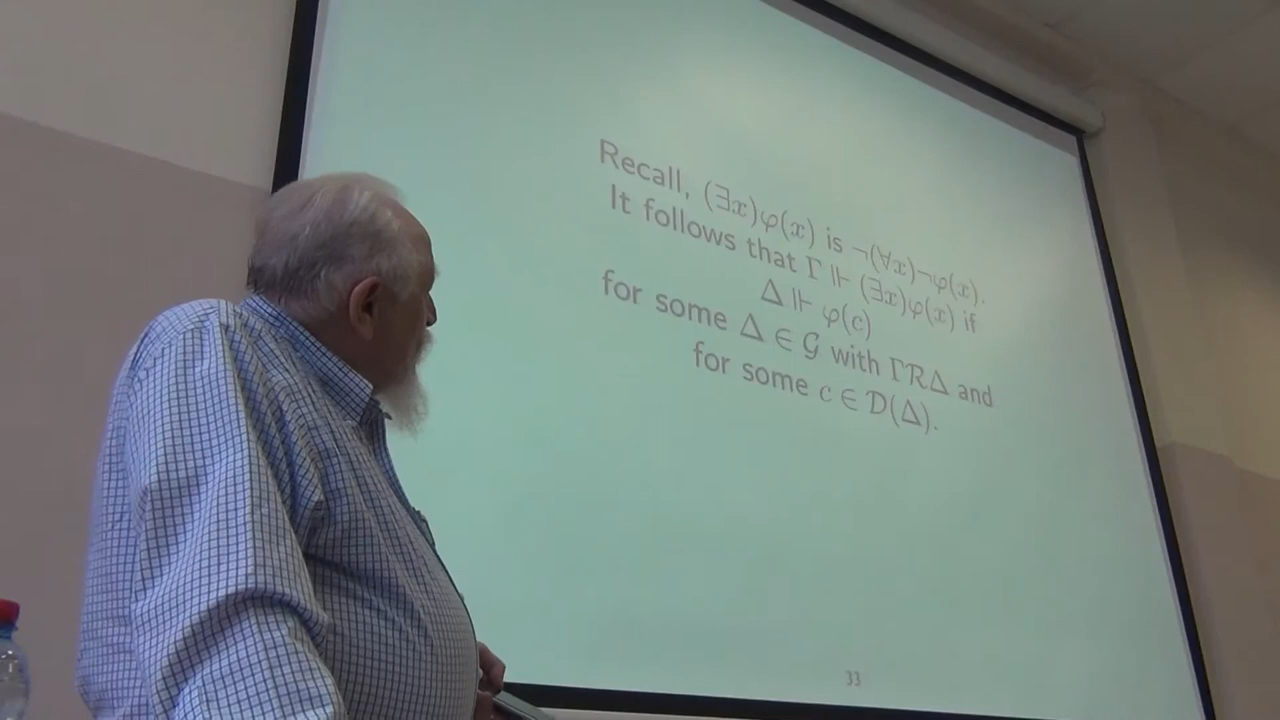 Recall, (∃x)φ(x) is ¬(∀x)¬φ(x).
It follows that Γ ⊩ (∃x)φ(x) if
Δ ⊩ φ(c)
for some Δ ∈ 𝒢 with ΓℛΔ and
for some c ∈ 𝒟(Δ).
33